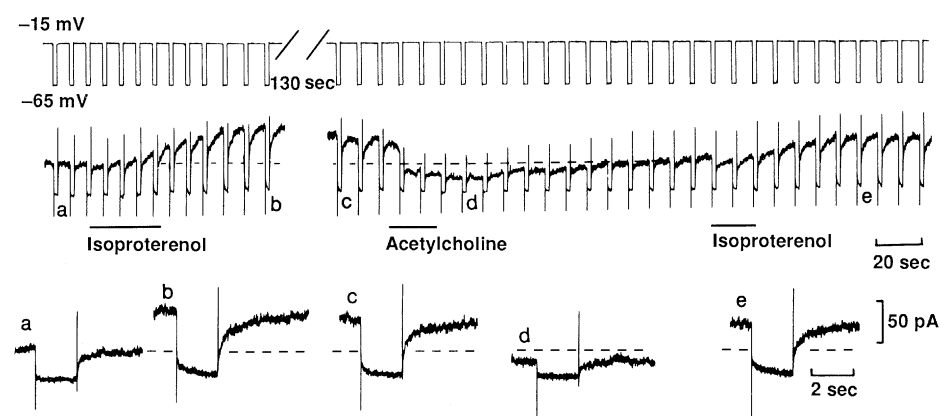 −15 mV
130 sec
−65 mV
a
b
c
d
e
Isoproterenol
Acetylcholine
Isoproterenol
20 sec
a
b
c
d
e
50 pA
2 sec